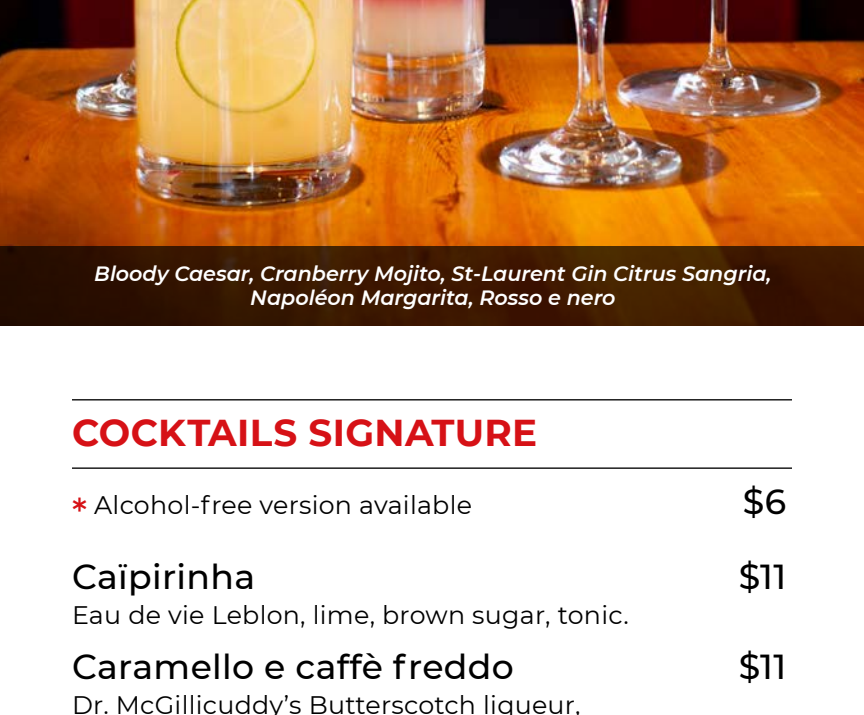 Bloody Caesar, Cranberry Mojito, St-Laurent Gin Citrus Sangria,
Napoléon Margarita, Rosso e nero
COCKTAILS SIGNATURE
* Alcohol-free version available $6
Caïpirinha $11
Eau de vie Leblon, lime, brown sugar, tonic.
Caramello e caffè freddo $11
Dr. McGillicuddy's Butterscotch liqueur,